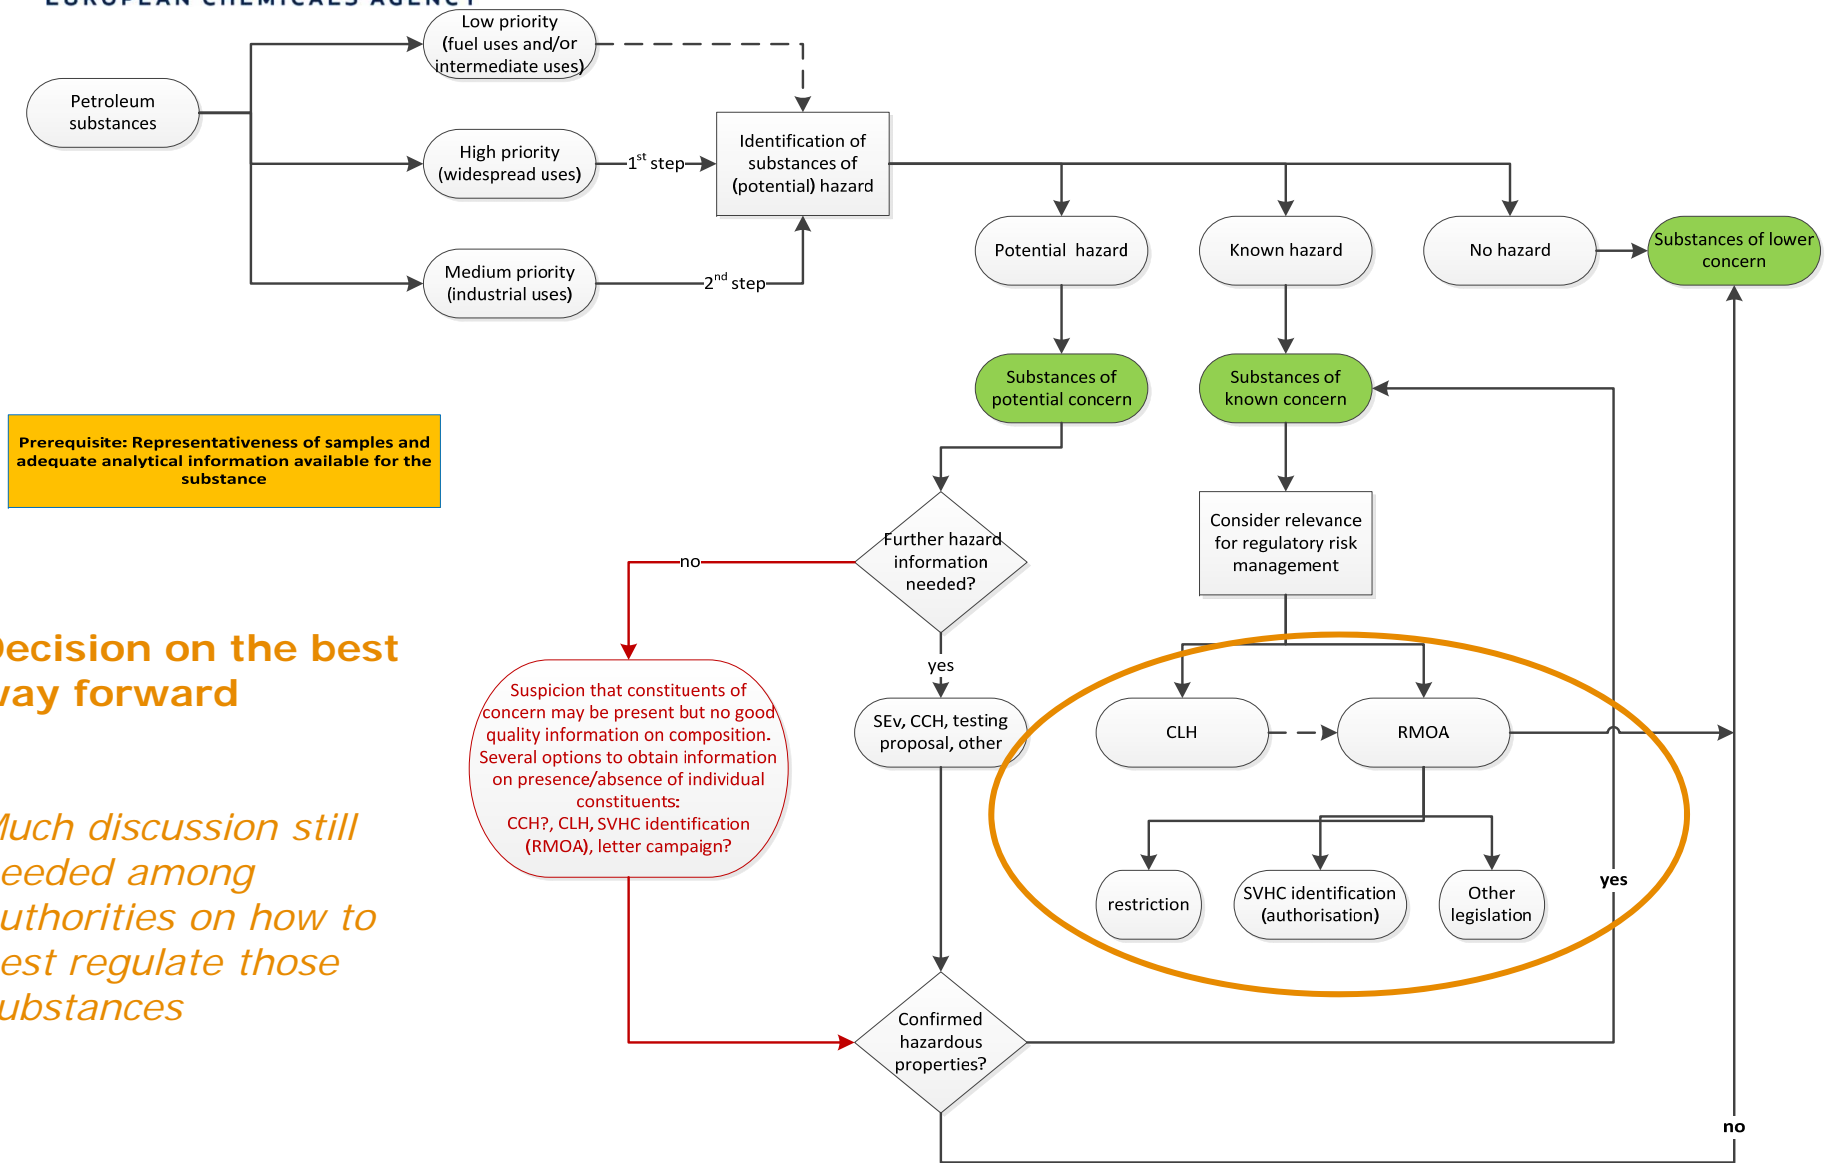 EUROPEAN CHEMICALS AGENCY
Low priority
(fuel uses and/or
intermediate uses)
Petroleum
substances
High priority
(widespread uses)
1st step
Identification of
substances of
(potential) hazard
Medium priority
(industrial uses)
2nd step
Potential hazard
Known hazard
No hazard
Substances of lower
concern
Substances of
potential concern
Substances of
known concern
Prerequisite: Representativeness of samples and
adequate analytical information available for the
substance
Further hazard
information
needed?
no
yes
Consider relevance
for regulatory risk
management
Decision on the best
way forward
Suspicion that constituents of
concern may be present but no good
quality information on composition.
Several options to obtain information
on presence/absence of individual
constituents:
CCH?, CLH, SVHC identification
(RMOA), letter campaign?
SEv, CCH, testing
proposal, other
CLH
RMOA
Much discussion still
eeded among
uthorities on how to
est regulate those
ubstances
restriction
SVHC identification
(authorisation)
Other
legislation
yes
Confirmed
hazardous
properties?
no